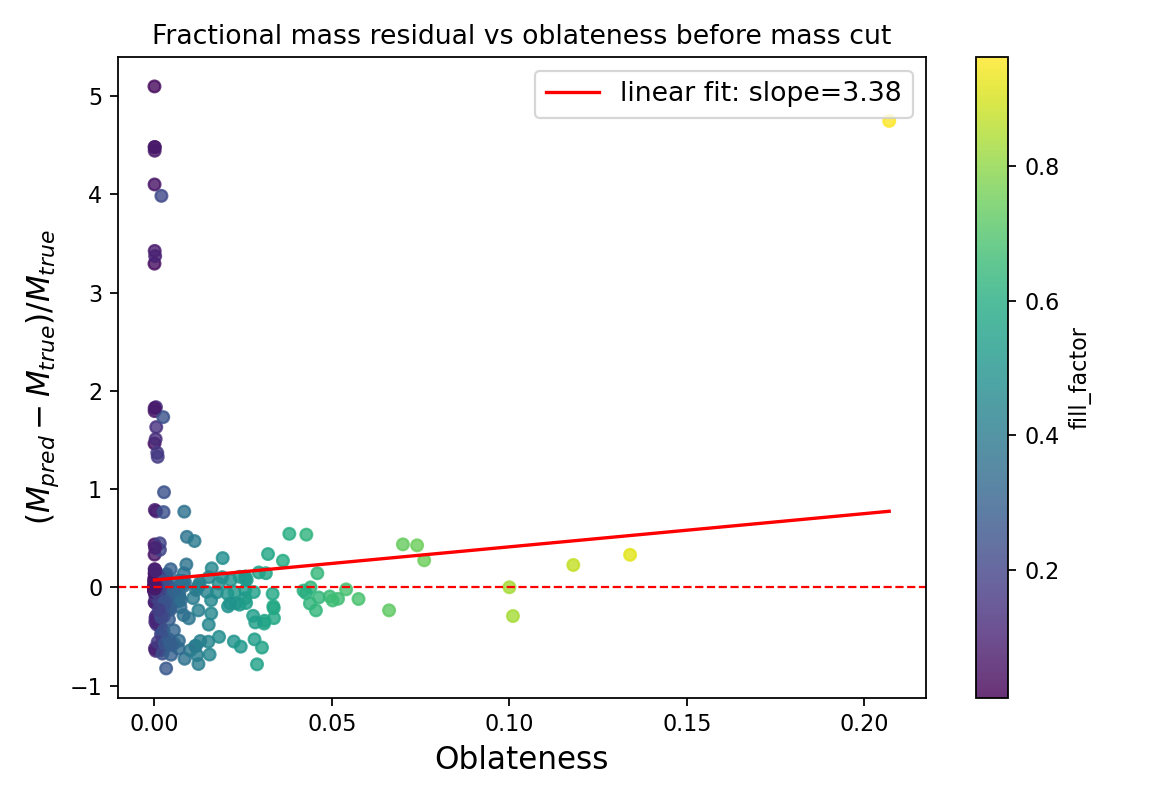 Fractional mass residual vs oblateness before mass cut
linear fit: slope=3.38
5
4
3
2
1
0
−1
(M_pred − M_true)/M_true
0.00 0.05 0.10 0.15 0.20
Oblateness
0.8
0.6
0.4
0.2
fill_factor